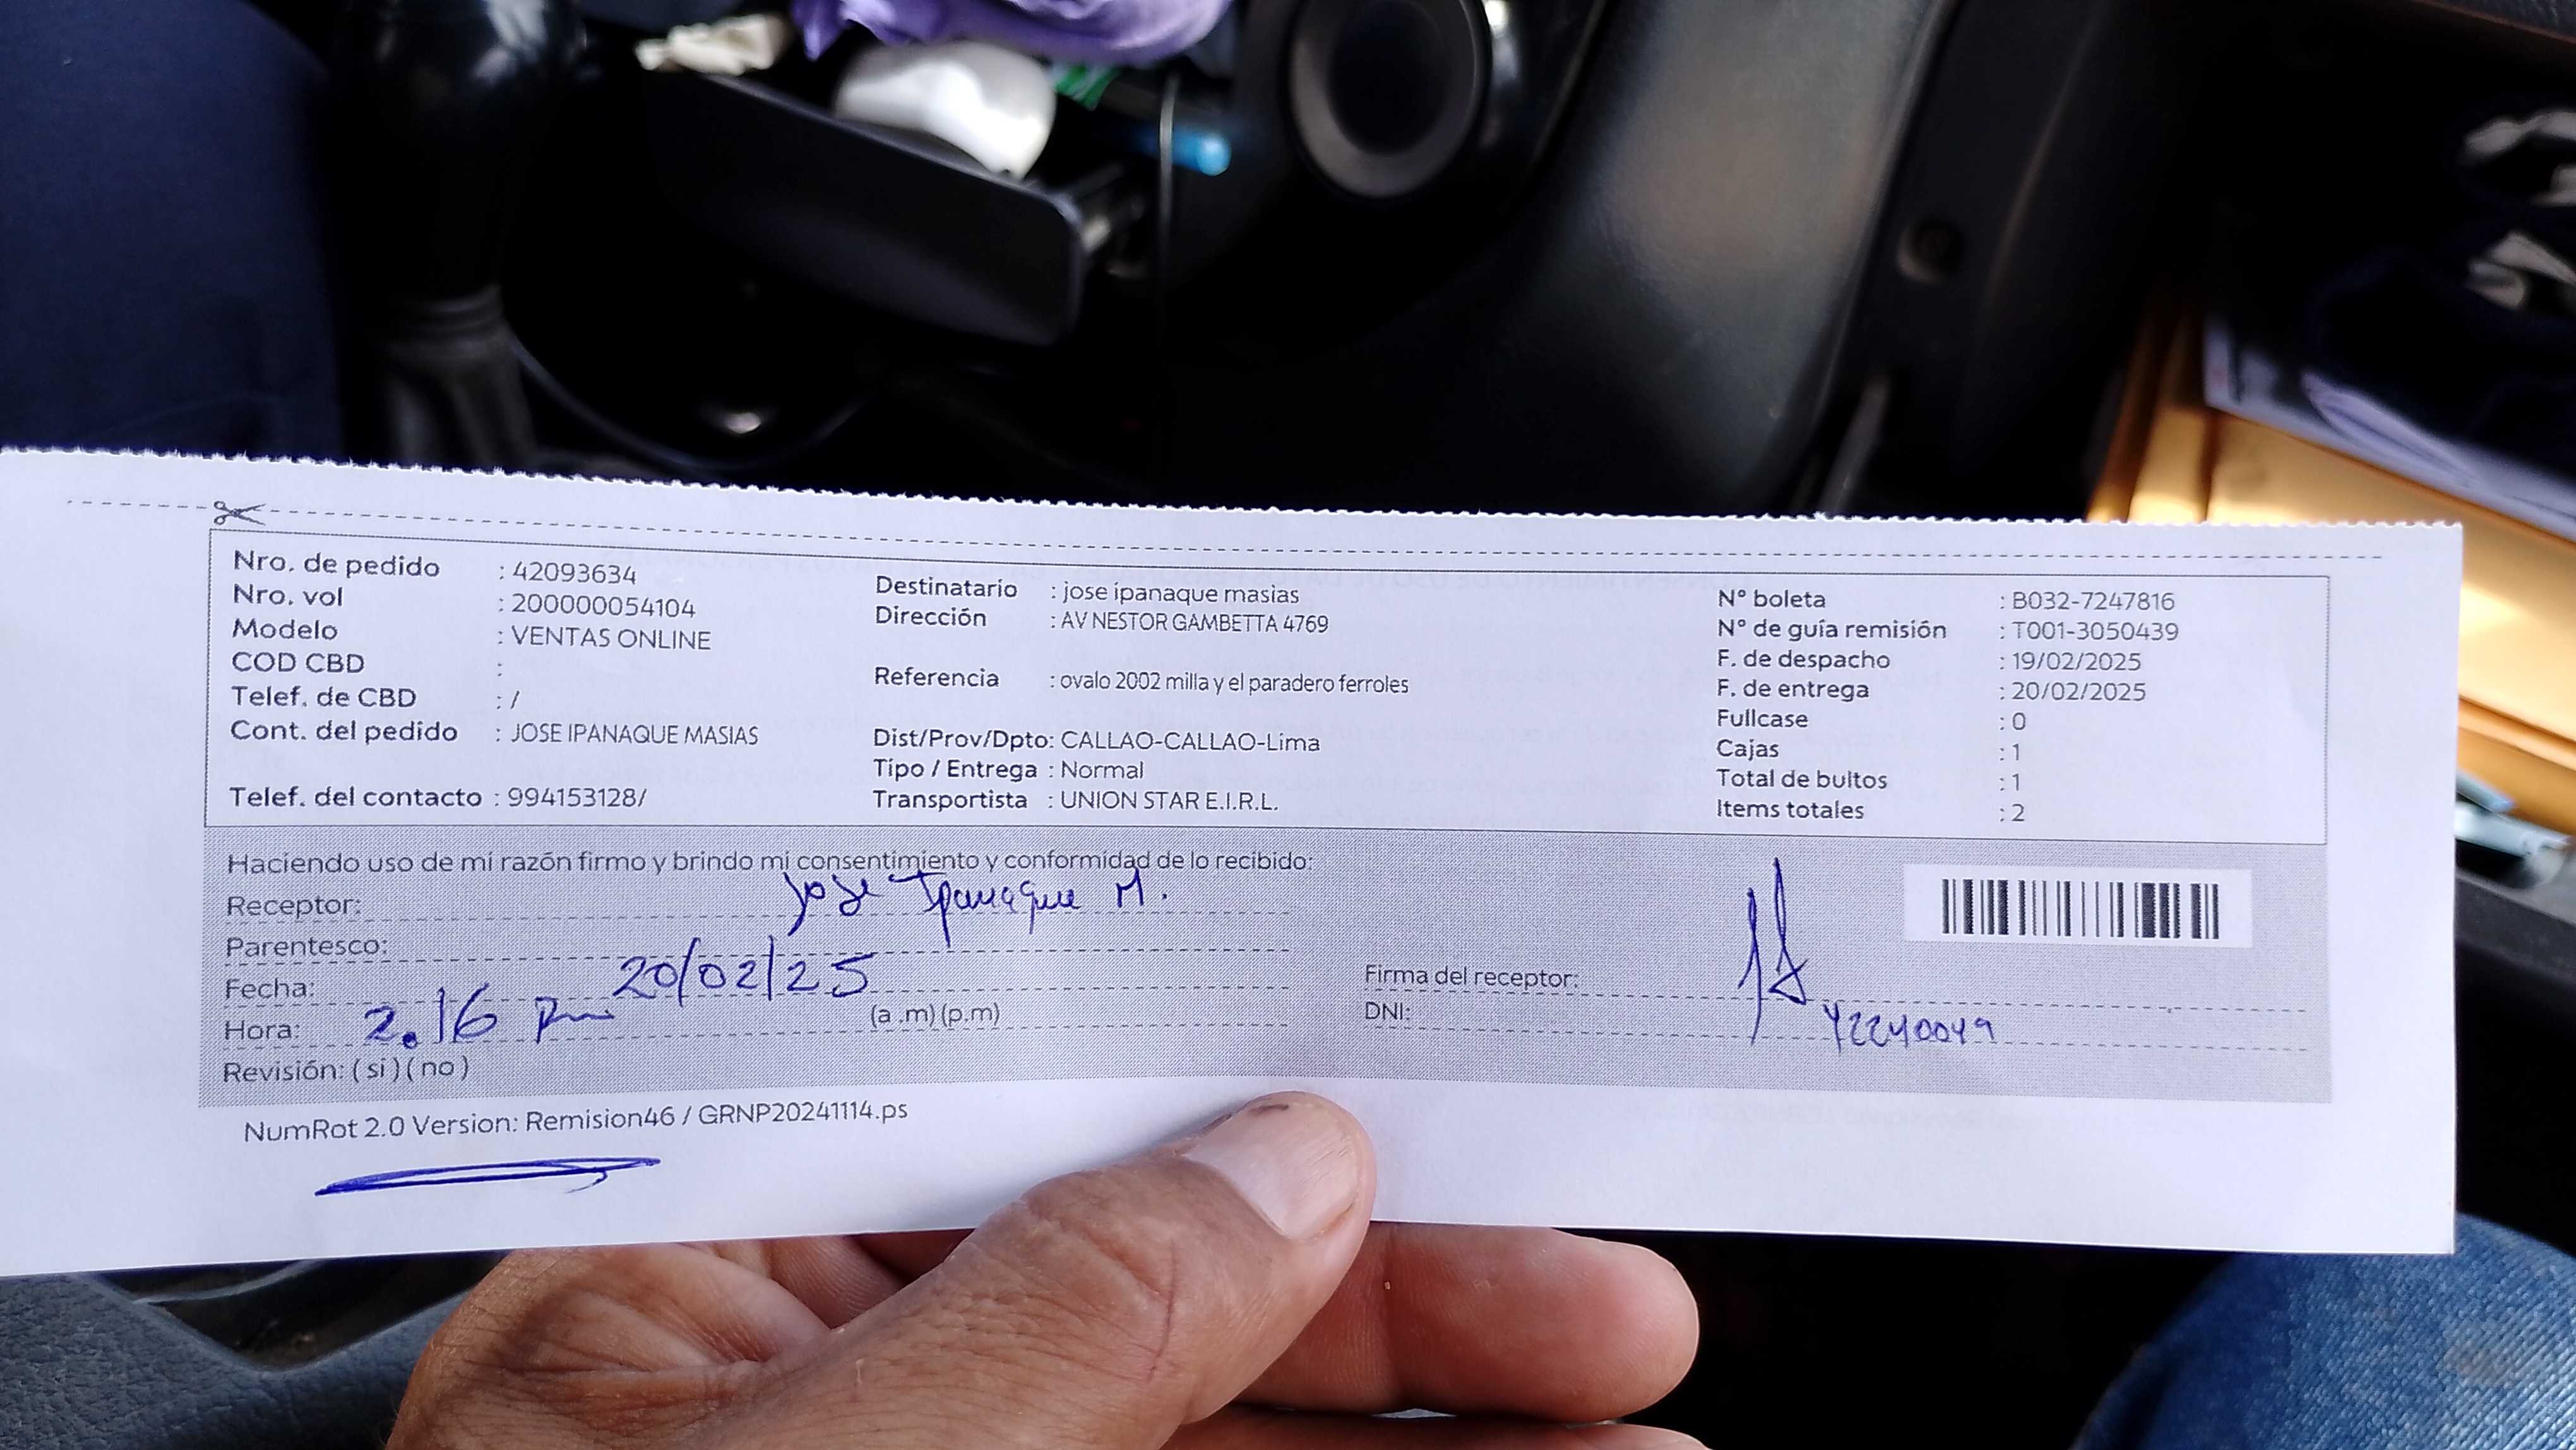 Nro. de pedido : 42093634
Nro. vol : 200000054104
Modelo : VENTAS ONLINE
COD CBD :
Telef. de CBD : /
Cont. del pedido : JOSE IPANAQUE MASIAS
Telef. del contacto : 994153128/
Destinatario : jose ipanaque masias
Dirección : AV NESTOR GAMBETTA 4769
Referencia : ovalo 2002 milla y el paradero ferroles
Dist/Prov/Dpto: CALLAO-CALLAO-Lima
Tipo / Entrega : Normal
Transportista : UNION STAR E.I.R.L.
N° boleta : B032-7247816
N° de guía remisión : T001-3050439
F. de despacho : 19/02/2025
F. de entrega : 20/02/2025
Fullcase : 0
Cajas : 1
Total de bultos : 1
Items totales : 2
Haciendo uso de mi razón firmo y brindo mi consentimiento y conformidad de lo recibido:
Receptor: Jose Ipanaque M.
Parentesco:
Fecha: 20/02/25
Hora: 2.16 pm (a .m) (p.m)
Revisión: ( si ) ( no )
Firma del receptor:
DNI: 42240049
NumRot 2.0 Version: Remision46 / GRNP20241114.ps